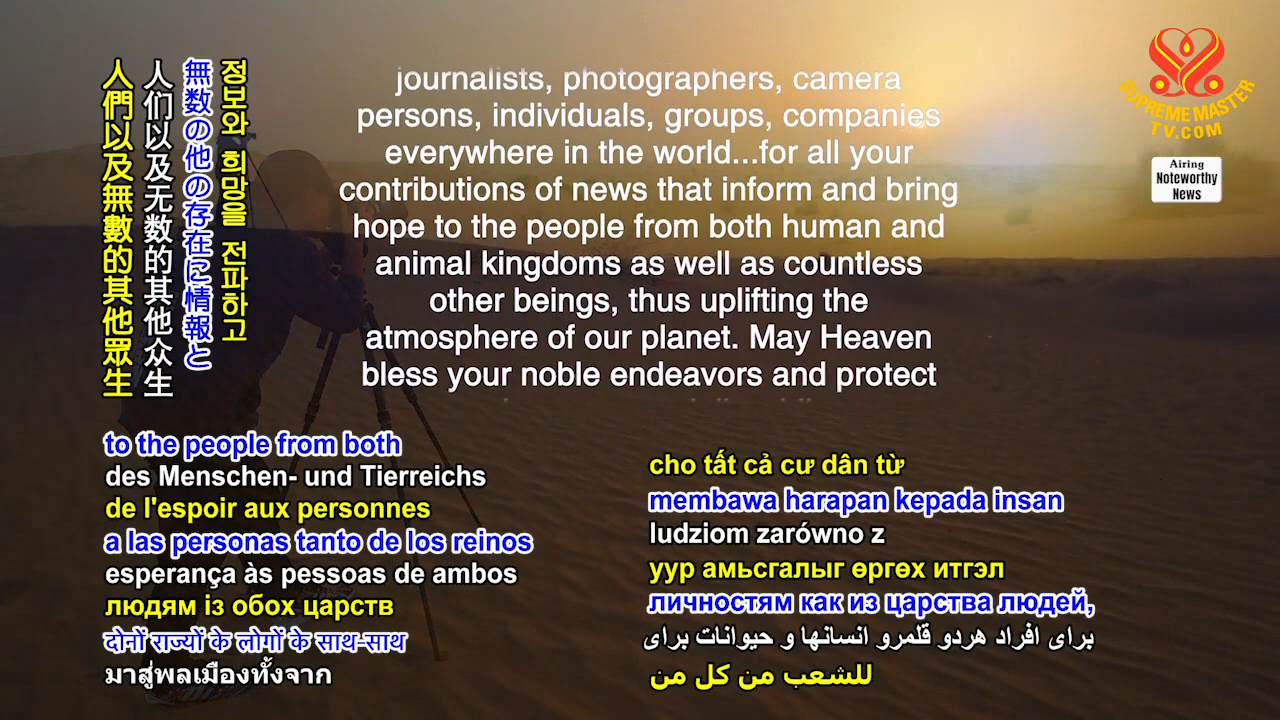 人們以及無數的其他眾生
人们以及无数的其他众生
無数の他の存在に情報と
정보와 희망을 전파하고
journalists, photographers, camera
persons, individuals, groups, companies
everywhere in the world...for all your
contributions of news that inform and bring
hope to the people from both human and
animal kingdoms as well as countless
other beings, thus uplifting the
atmosphere of our planet. May Heaven
bless your noble endeavors and protect
SUPREME MASTER
TV.COM
Airing
Noteworthy
News
to the people from both
des Menschen- und Tierreichs
de l'espoir aux personnes
a las personas tanto de los reinos
esperança às pessoas de ambos
людям із обох царств
दोनों राज्यों के लोगों के साथ-साथ
มาสู่พลเมืองทั้งจาก
cho tất cả cư dân từ
membawa harapan kepada insan
ludziom zarówno z
уур амьсгалыг өргөх итгэл
личностям как из царства людей,
برای افراد هردو قلمرو انسانها و حیوانات برای
للشعب من كل من